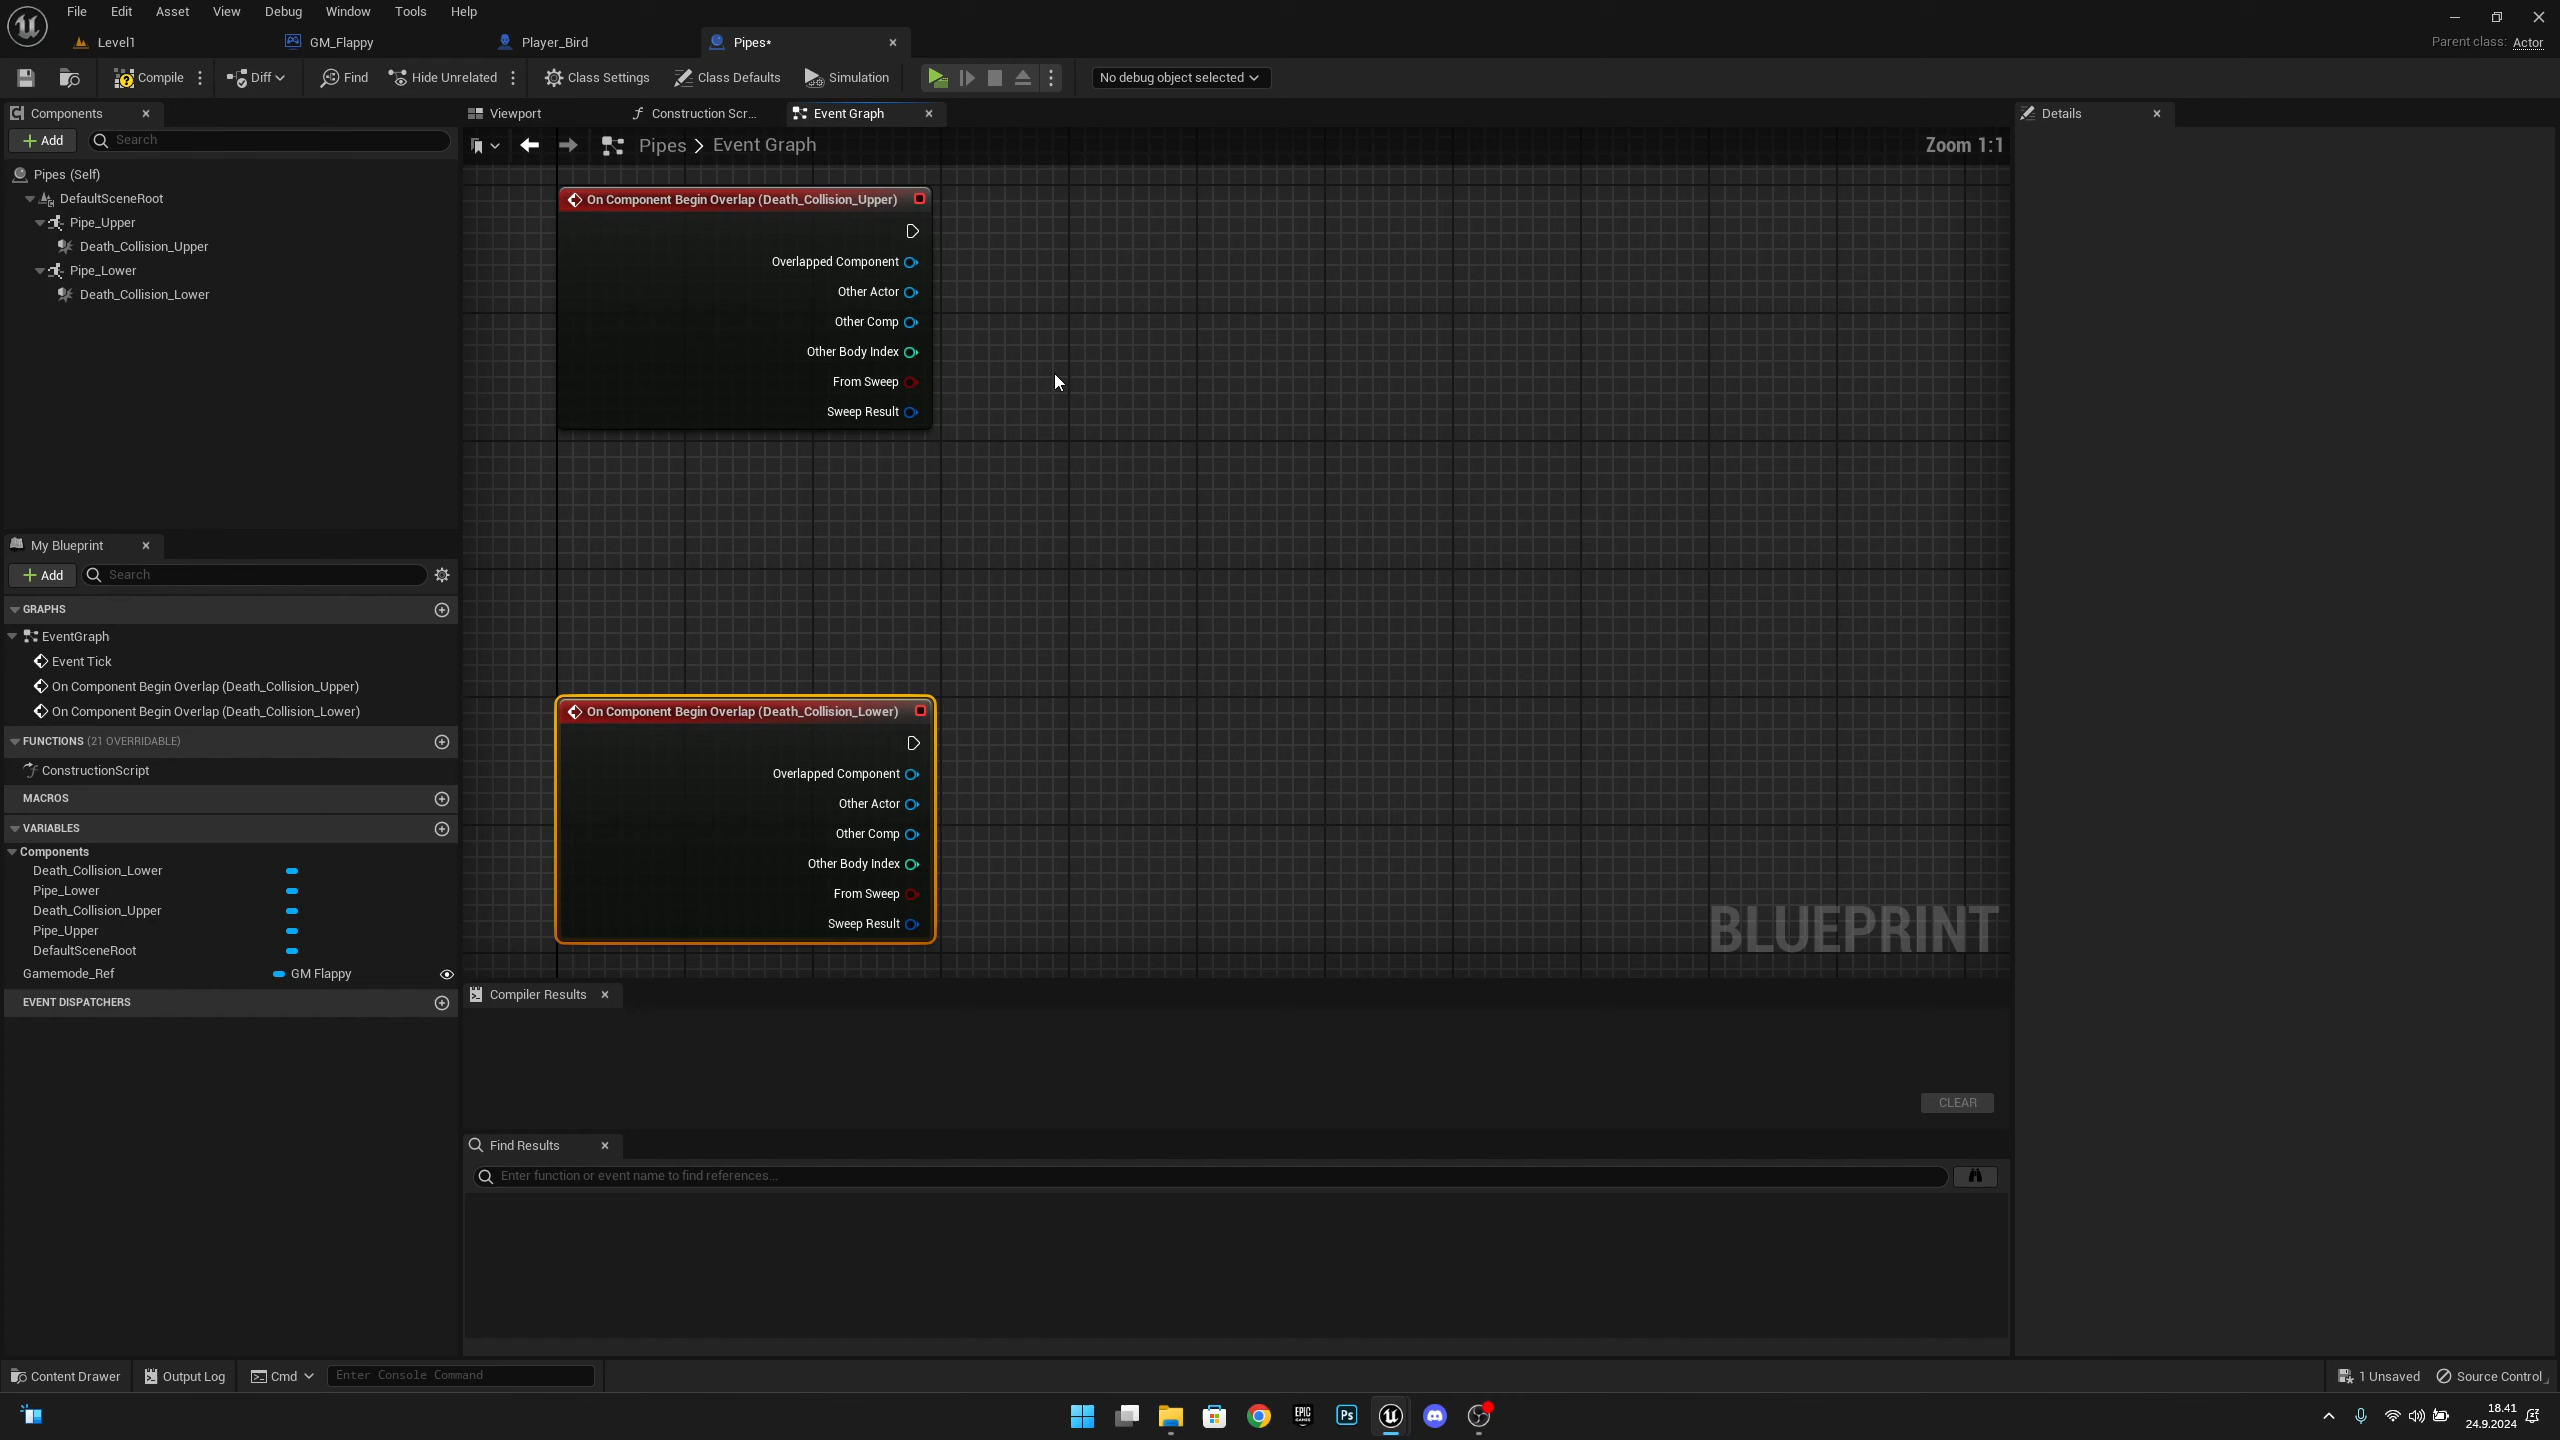 File Edit Asset View Debug Window Tools Help
Level1 GM_Flappy Player_Bird Pipes*
Parent class: Actor
Compile Diff Find Hide Unrelated Class Settings Class Defaults Simulation No debug object selected
Components
Add Search
Pipes (Self)
DefaultSceneRoot
Pipe_Upper
Death_Collision_Upper
Pipe_Lower
Death_Collision_Lower
My Blueprint
Add Search
GRAPHS
EventGraph
Event Tick
On Component Begin Overlap (Death_Collision_Upper)
On Component Begin Overlap (Death_Collision_Lower)
FUNCTIONS (21 OVERRIDABLE)
ConstructionScript
MACROS
VARIABLES
Components
Death_Collision_Lower
Pipe_Lower
Death_Collision_Upper
Pipe_Upper
DefaultSceneRoot
Gamemode_Ref GM Flappy
EVENT DISPATCHERS
Viewport Construction Scr... Event Graph
Pipes > Event Graph Zoom 1:1
On Component Begin Overlap (Death_Collision_Upper)
Overlapped Component
Other Actor
Other Comp
Other Body Index
From Sweep
Sweep Result
On Component Begin Overlap (Death_Collision_Lower)
Overlapped Component
Other Actor
Other Comp
Other Body Index
From Sweep
Sweep Result
BLUEPRINT
Compiler Results
CLEAR
Find Results
Enter function or event name to find references...
Details
Content Drawer Output Log Cmd Enter Console Command 1 Unsaved Source Control
EPIC GAMES Ps
18.41
24.9.2024